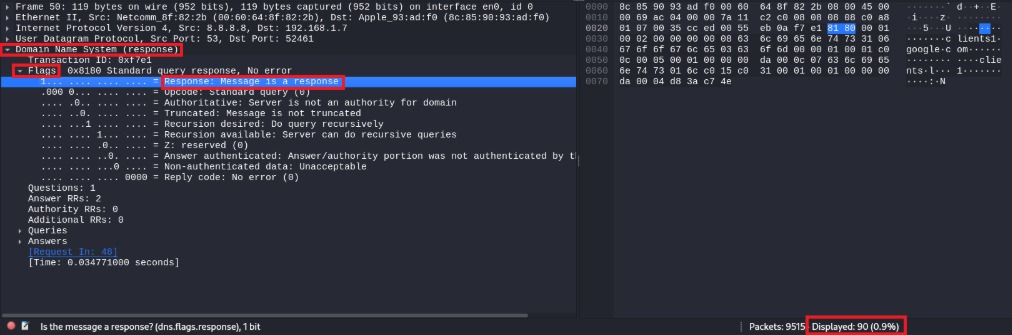 Frame 50: 119 bytes on wire (952 bits), 119 bytes captured (952 bits) on interface en0, id 0
Ethernet II, Src: Netcomm_8f:82:2b (00:60:64:8f:82:2b), Dst: Apple_93:ad:f0 (8c:85:90:93:ad:f0)
Internet Protocol Version 4, Src: 8.8.8.8, Dst: 192.168.1.7
User Datagram Protocol, Src Port: 53, Dst Port: 52461
Domain Name System (response)
Transaction ID: 0xf7e1
Flags: 0x8180 Standard query response, No error
1... .... .... .... = Response: Message is a response
.000 0... .... .... = Opcode: Standard query (0)
.... .0.. .... .... = Authoritative: Server is not an authority for domain
.... ..0. .... .... = Truncated: Message is not truncated
.... ...1 .... .... = Recursion desired: Do query recursively
.... .... 1... .... = Recursion available: Server can do recursive queries
.... .... .0.. .... = Z: reserved (0)
.... .... ..0. .... = Answer authenticated: Answer/authority portion was not authenticated by t
.... .... ...0 .... = Non-authenticated data: Unacceptable
.... .... .... 0000 = Reply code: No error (0)
Questions: 1
Answer RRs: 2
Authority RRs: 0
Additional RRs: 0
Queries
Answers
[Request In: 48]
[Time: 0.034771000 seconds]
0000 8c 85 90 93 ad f0 00 60 64 8f 82 2b 08 00 45 00 ·······` d··+··E·
0010 00 69 ac 04 00 00 7a 11 c2 c0 08 08 08 08 c0 a8 ·i····z· ········
0020 01 07 00 35 cc ed 00 55 eb 0a f7 e1 81 80 00 01 ···5···U ········
0030 00 02 00 00 00 00 08 63 6c 69 65 6e 74 73 31 06 ·······c lients1·
0040 67 6f 6f 67 6c 65 03 63 6f 6d 00 00 01 00 01 c0 google·c om······
0050 0c 00 05 00 01 00 00 00 da 00 0c 07 63 6c 69 65 ········ ····clie
0060 6e 74 73 01 6c c0 15 c0 31 00 01 00 01 00 00 00 nts·l··· 1·······
0070 da 00 04 d8 3a c7 4e ····:·N
Is the message a response? (dns.flags.response), 1 bit
Packets: 9515 · Displayed: 90 (0.9%)